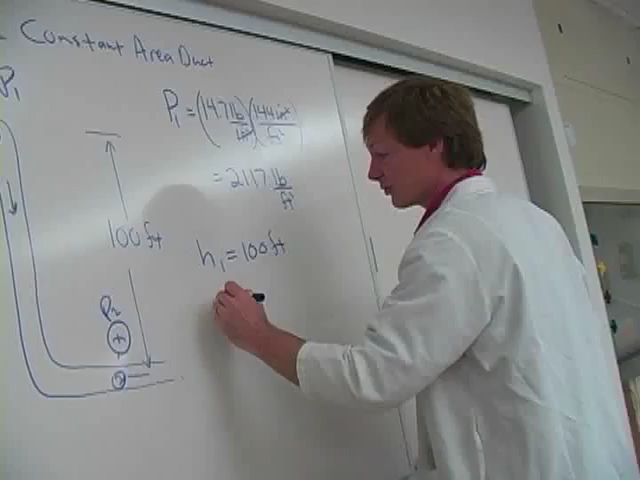 Constant Area Duct
P₁
P₁ = (14.7 lb/in²)(144 in²/ft²)
= 2117 lb/ft²
100 ft
h₁ = 100 ft
P₂